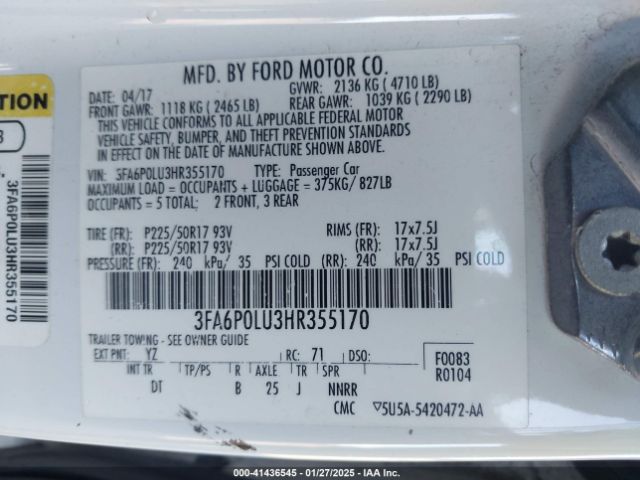 MFD. BY FORD MOTOR CO.
DATE: 04/17 GVWR: 2136 KG ( 4710 LB)
FRONT GAWR: 1118 KG ( 2465 LB) REAR GAWR: 1039 KG ( 2290 LB)
THIS VEHICLE CONFORMS TO ALL APPLICABLE FEDERAL MOTOR
VEHICLE SAFETY, BUMPER, AND THEFT PREVENTION STANDARDS
IN EFFECT ON THE DATE OF MANUFACTURE SHOWN ABOVE.
VIN: 3FA6P0LU3HR355170 TYPE: Passenger Car
MAXIMUM LOAD = OCCUPANTS + LUGGAGE = 375KG/ 827LB
OCCUPANTS = 5 TOTAL: 2 FRONT, 3 REAR
TIRE (FR): P225/50R17 93V RIMS (FR): 17x7.5J
(RR): P225/50R17 93V (RR): 17x7.5J
PRESSURE (FR): 240 kPa/ 35 PSI COLD (RR): 240 kPa/ 35 PSI COLD
3FA6P0LU3HR355170
TRAILER TOWING - SEE OWNER GUIDE
EXT PNT: YZ RC: 71 DSO: F0083
INT TR TP/PS R AXLE TR SPR R0104
DT B 25 J NNRR
CMC ▽5U5A-5420472-AA
TION
3FA6P0LU3HR355170
000-41436545 - 01/27/2025 - IAA Inc.